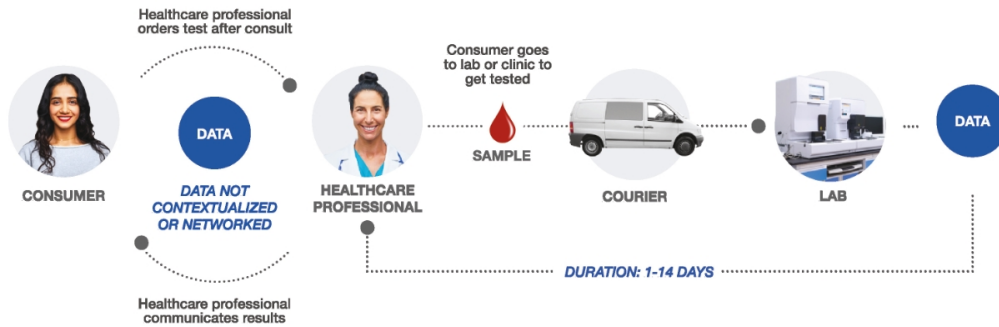 Healthcare professional
orders test after consult
Consumer goes
to lab or clinic to
get tested
DATA
DATA
SAMPLE
CONSUMER
DATA NOT
CONTEXTUALIZED
OR NETWORKED
HEALTHCARE
PROFESSIONAL
COURIER
LAB
DURATION: 1-14 DAYS
Healthcare professional
communicates results